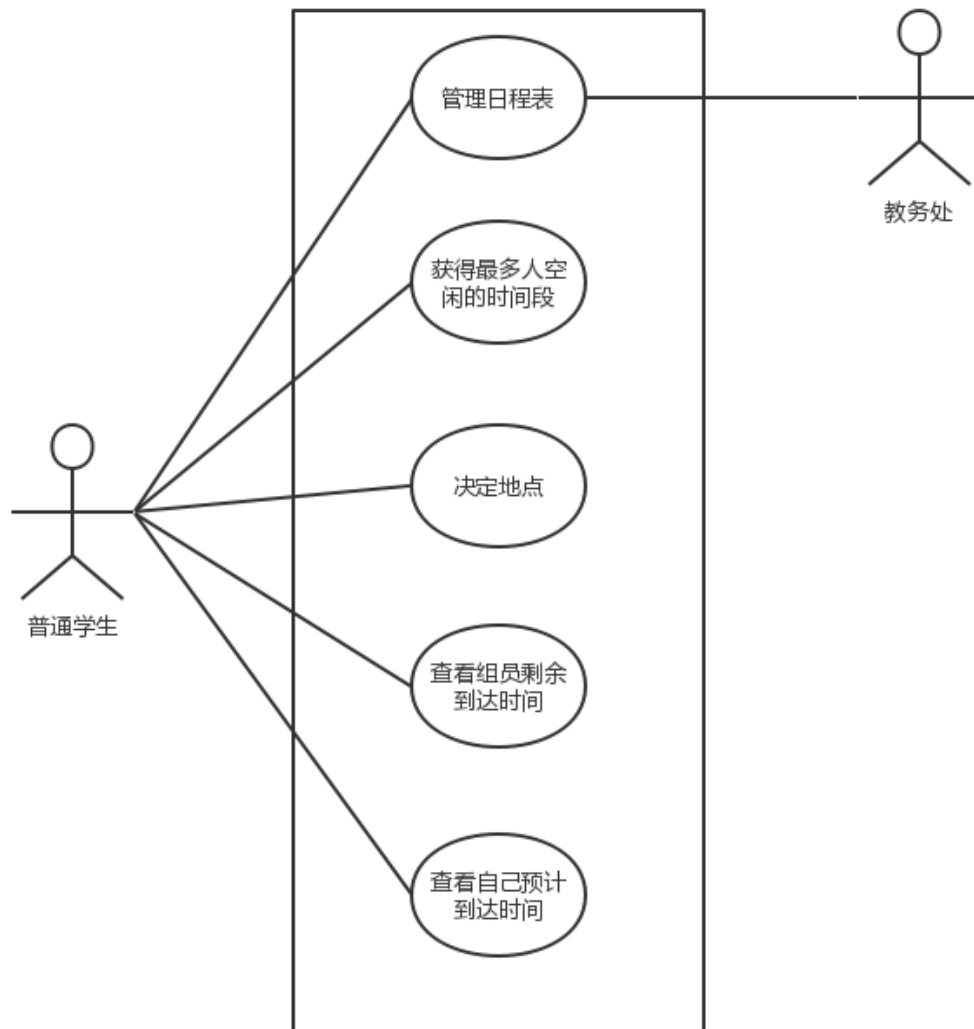 管理日程表
教务处
获得最多人空
闲的时间段
决定地点
普通学生
查看组员剩余
到达时间
查看自己预计
到达时间